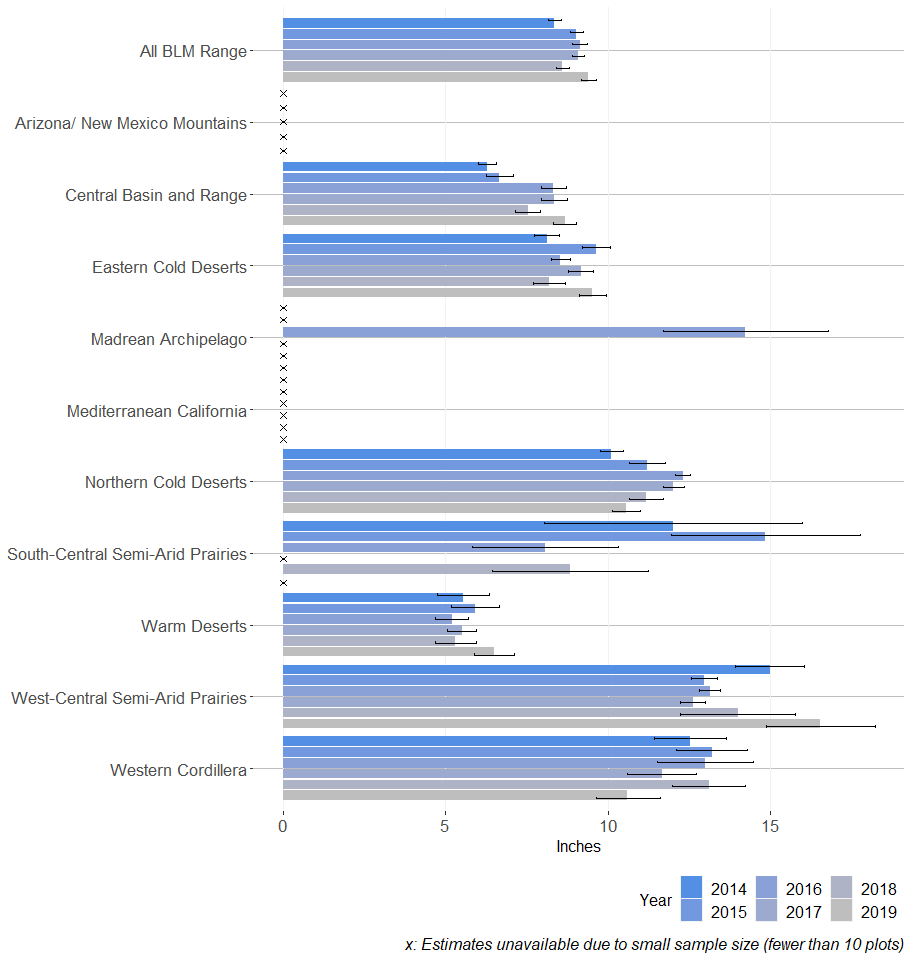 All BLM Range
Arizona/ New Mexico Mountains
Central Basin and Range
Eastern Cold Deserts
Madrean Archipelago
Mediterranean California
Northern Cold Deserts
South-Central Semi-Arid Prairies
Warm Deserts
West-Central Semi-Arid Prairies
Western Cordillera
0 5 10 15
Inches
Year 2014 2016 2018
2015 2017 2019
x: Estimates unavailable due to small sample size (fewer than 10 plots)